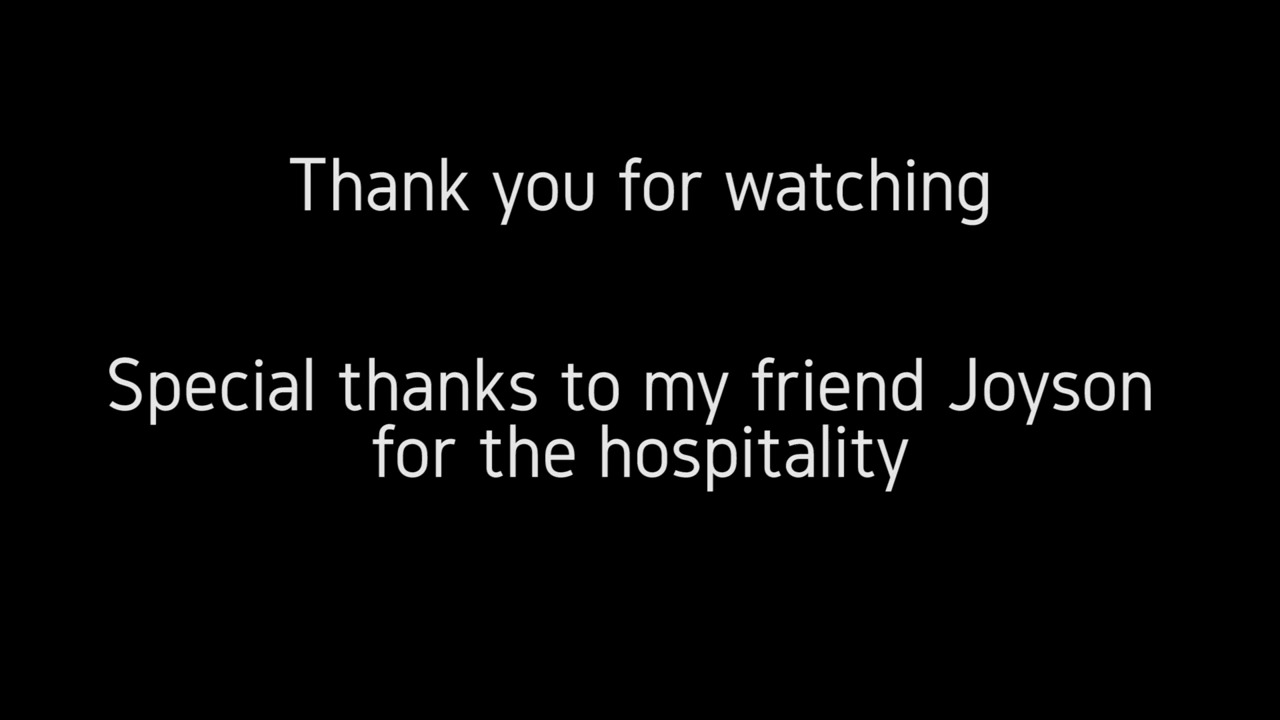 Thank you for watching
Special thanks to my friend Joyson
for the hospitality